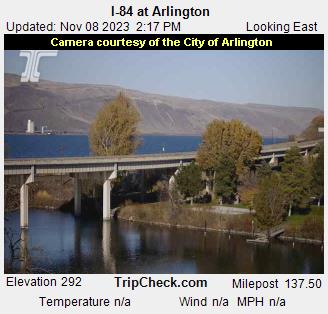 I-84 at Arlington
Updated: Nov 08 2023 2:17 PM Looking East
Camera courtesy of the City of Arlington
Elevation 292 TripCheck.com Milepost 137.50
Temperature n/a Wind n/a MPH n/a